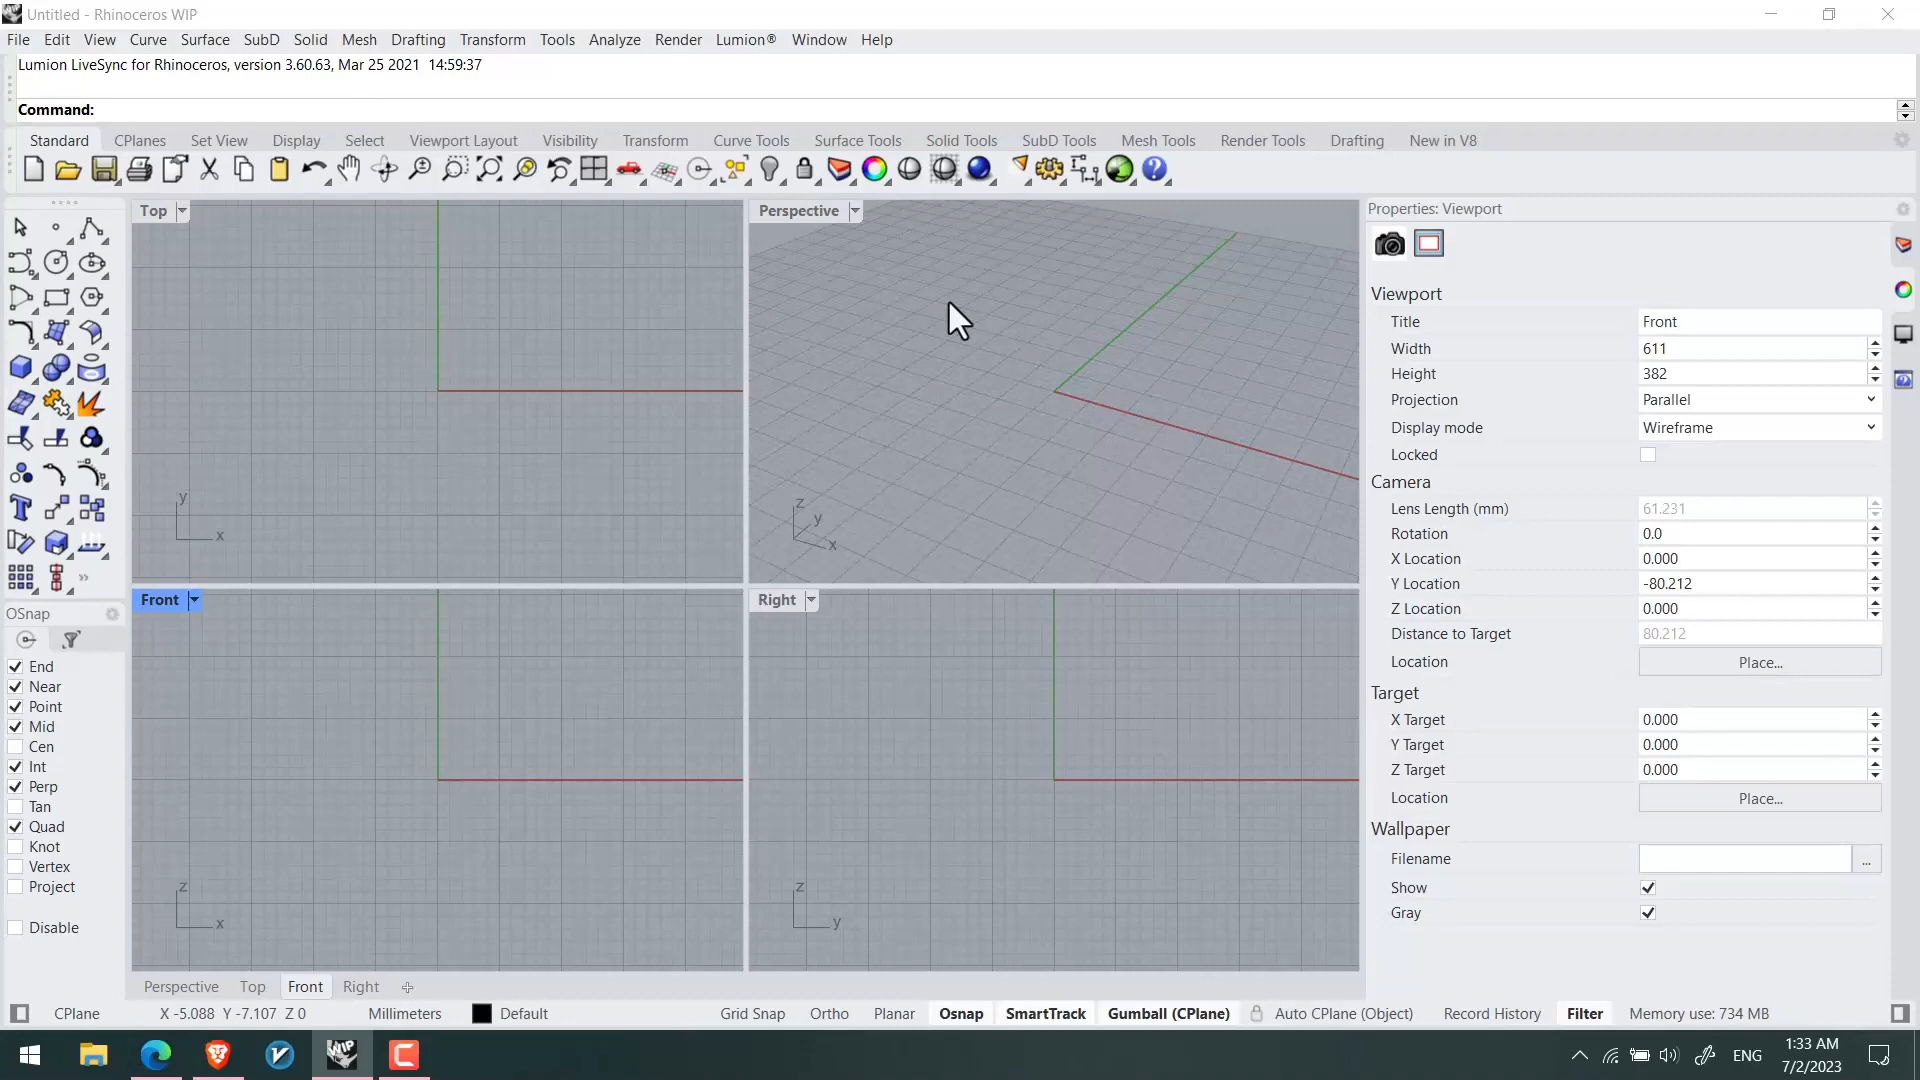 Untitled - Rhinoceros WIP
File Edit View Curve Surface SubD Solid Mesh Drafting Transform Tools Analyze Render Lumion® Window Help
Lumion LiveSync for Rhinoceros, version 3.60.63, Mar 25 2021 14:59:37
Command:
Standard CPlanes Set View Display Select Viewport Layout Visibility Transform Curve Tools Surface Tools Solid Tools SubD Tools Mesh Tools Render Tools Drafting New in V8
Top
y
x
Perspective
z
y
x
Front
z
x
Right
z
y
OSnap
End
Near
Point
Mid
Cen
Int
Perp
Tan
Quad
Knot
Vertex
Project
Disable
Properties: Viewport
Viewport
Title Front
Width 611
Height 382
Projection Parallel
Display mode Wireframe
Locked
Camera
Lens Length (mm) 61.231
Rotation 0.0
X Location 0.000
Y Location -80.212
Z Location 0.000
Distance to Target 80.212
Location Place...
Target
X Target 0.000
Y Target 0.000
Z Target 0.000
Location Place...
Wallpaper
Filename ...
Show
Gray
Perspective Top Front Right
CPlane X -5.088 Y -7.107 Z 0 Millimeters Default Grid Snap Ortho Planar Osnap SmartTrack Gumball (CPlane) Auto CPlane (Object) Record History Filter Memory use: 734 MB
WIP
ENG
1:33 AM
7/2/2023